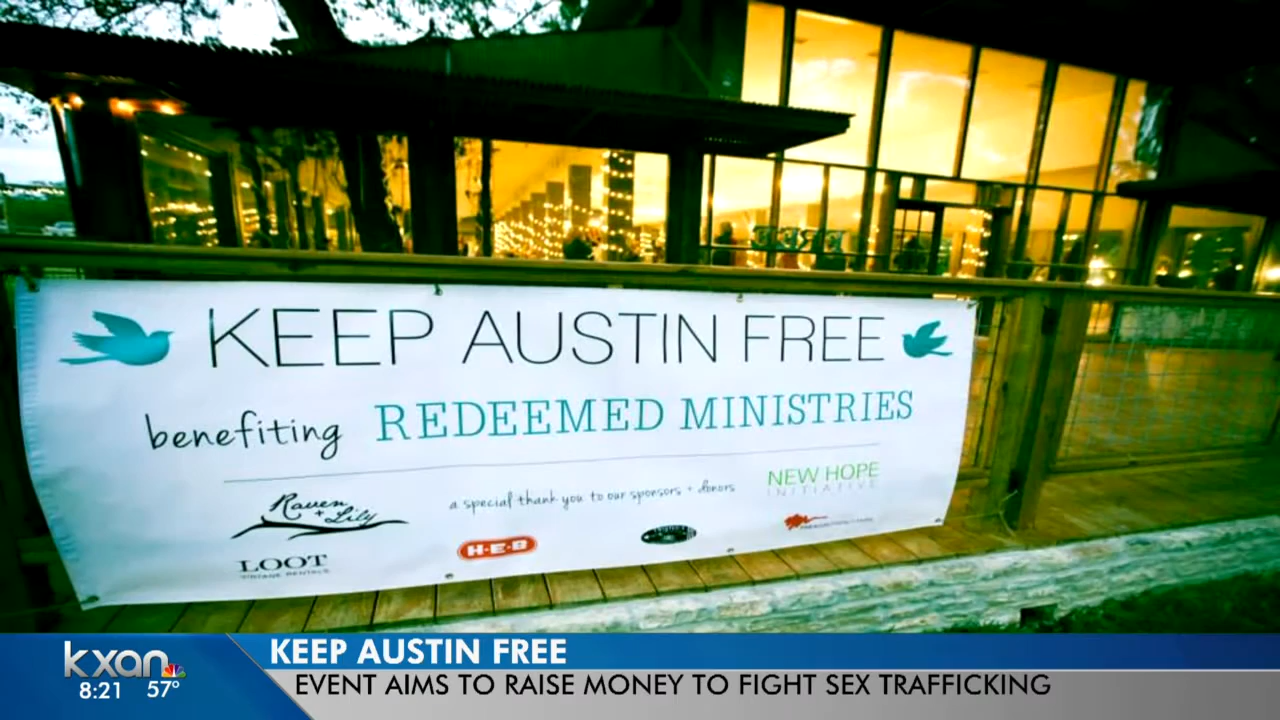 KEEP AUSTIN FREE
benefiting REDEEMED MINISTRIES
Raven + Lily
a special thank you to our sponsors + donors
NEW HOPE
INITIATIVE
LOOT
VINTAGE RENTALS
H-E-B
kxan
8:21 57°
KEEP AUSTIN FREE
EVENT AIMS TO RAISE MONEY TO FIGHT SEX TRAFFICKING